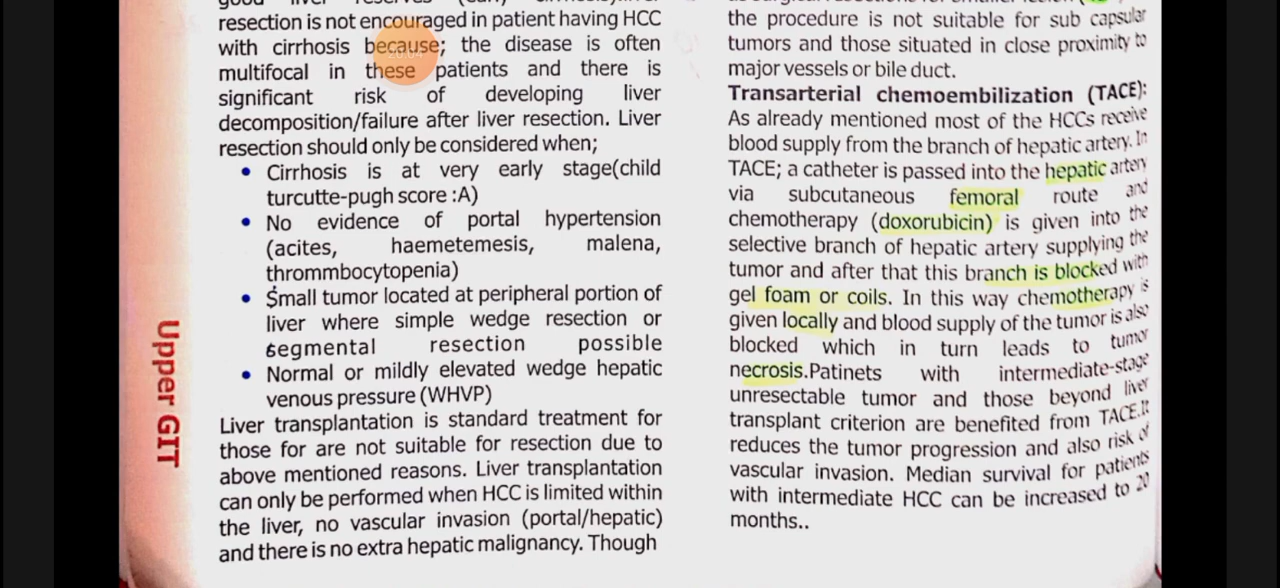 resection is not encouraged in patient having HCC
with cirrhosis because; the disease is often
multifocal in these patients and there is
significant risk of developing liver
decomposition/failure after liver resection. Liver
resection should only be considered when;
• Cirrhosis is at very early stage(child
turcutte-pugh score :A)
• No evidence of portal hypertension
(acites, haemetemesis, malena,
thrommbocytopenia)
• Small tumor located at peripheral portion of
liver where simple wedge resection or
segmental resection possible
• Normal or mildly elevated wedge hepatic
venous pressure (WHVP)
Liver transplantation is standard treatment for
those for are not suitable for resection due to
above mentioned reasons. Liver transplantation
can only be performed when HCC is limited within
the liver, no vascular invasion (portal/hepatic)
and there is no extra hepatic malignancy. Though
the procedure is not suitable for sub capsular
tumors and those situated in close proximity to
major vessels or bile duct.
Transarterial chemoembilization (TACE):
As already mentioned most of the HCCs receive
blood supply from the branch of hepatic artery. In
TACE; a catheter is passed into the hepatic artery
via subcutaneous femoral route and
chemotherapy (doxorubicin) is given into the
selective branch of hepatic artery supplying the
tumor and after that this branch is blocked with
gel foam or coils. In this way chemotherapy is
given locally and blood supply of the tumor is also
blocked which in turn leads to tumor
necrosis.Patinets with intermediate-stage
unresectable tumor and those beyond liver
transplant criterion are benefited from TACE.It
reduces the tumor progression and also risk of
vascular invasion. Median survival for patients
with intermediate HCC can be increased to 20
months..
Upper GIT